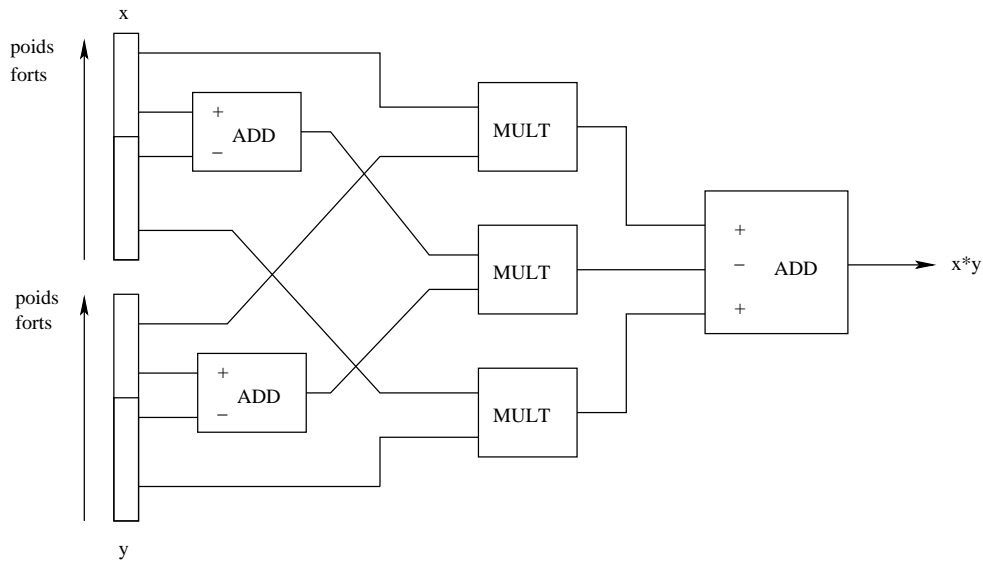 x
poids
forts
+
ADD
−
MULT
+
−
ADD
+
x*y
MULT
poids
forts
+
ADD
−
MULT
y